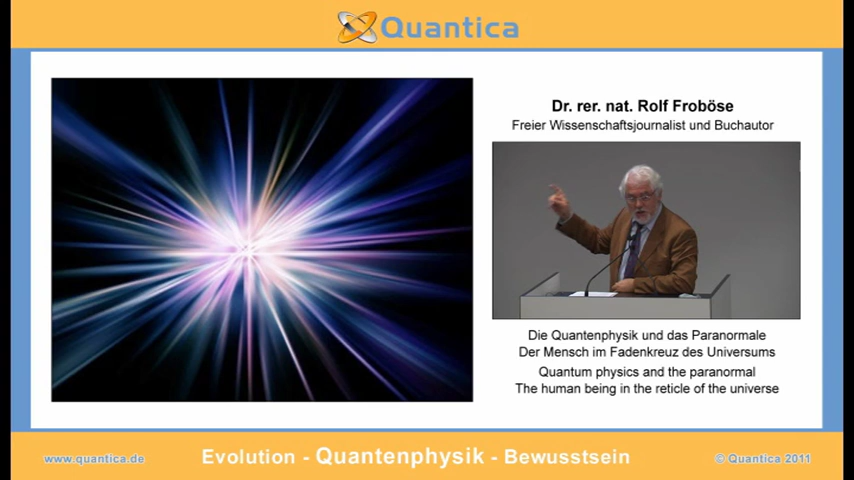 Quantica
Dr. rer. nat. Rolf Froböse
Freier Wissenschaftsjournalist und Buchautor
Die Quantenphysik und das Paranormale
Der Mensch im Fadenkreuz des Universums
Quantum physics and the paranormal
The human being in the reticle of the universe
www.quantica.de
Evolution - Quantenphysik - Bewusstsein
© Quantica 2011